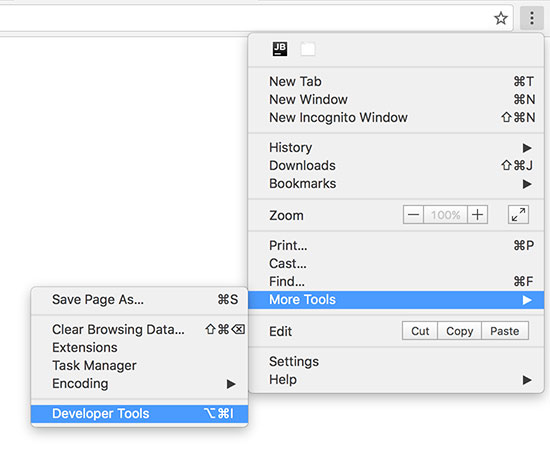 JB
New Tab ⌘T
New Window ⌘N
New Incognito Window ⇧⌘N
History ▶
Downloads ⇧⌘J
Bookmarks ▶
Zoom — 100% +
Print... ⌘P
Cast...
Find... ⌘F
More Tools ▶
Edit Cut Copy Paste
Settings
Help ▶
Save Page As... ⌘S
Clear Browsing Data... ⇧⌘⌫
Extensions
Task Manager
Encoding ▶
Developer Tools ⌥⌘I